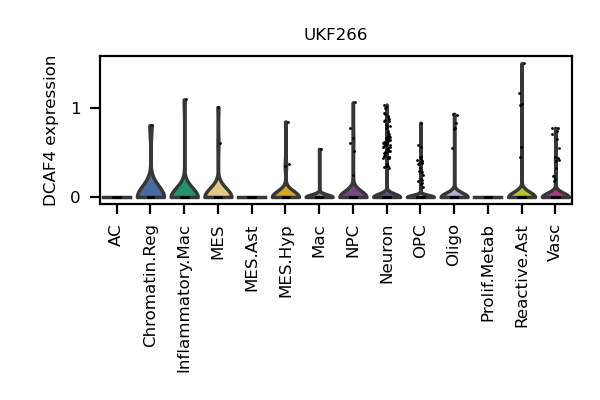 UKF266
DCAF4 expression
1
0
AC
Chromatin.Reg
Inflammatory.Mac
MES
MES.Ast
MES.Hyp
Mac
NPC
Neuron
OPC
Oligo
Prolif.Metab
Reactive.Ast
Vasc